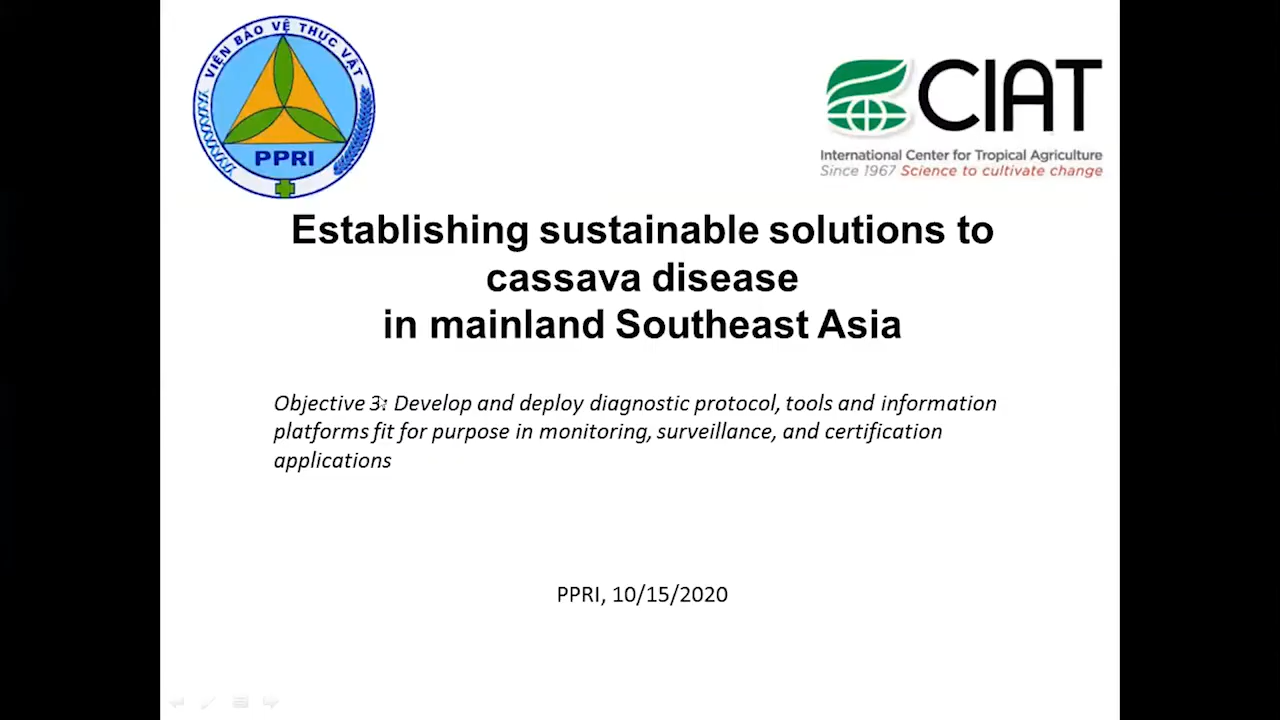 VIỆN BẢO VỆ THỰC VẬT
PPRI
CIAT
International Center for Tropical Agriculture
Since 1967 Science to cultivate change
Establishing sustainable solutions to
cassava disease
in mainland Southeast Asia
Objective 3: Develop and deploy diagnostic protocol, tools and information
platforms fit for purpose in monitoring, surveillance, and certification
applications
PPRI, 10/15/2020